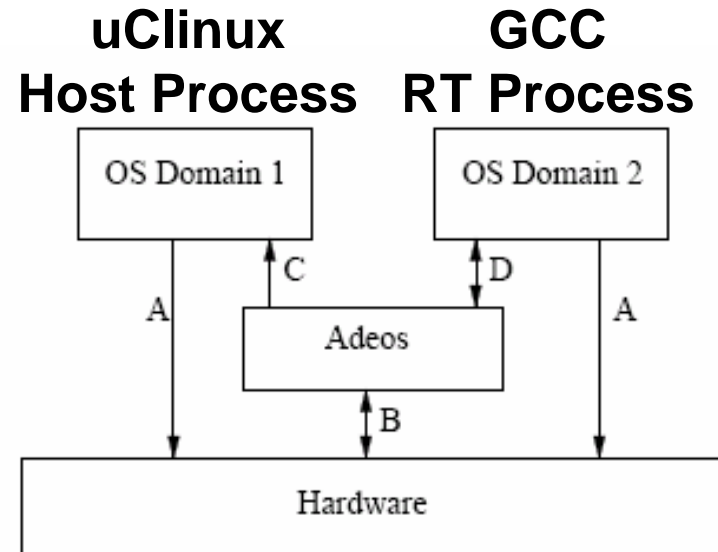 uClinux GCC
Host Process RT Process
OS Domain 1 OS Domain 2
C D
A A
Adeos
B
Hardware